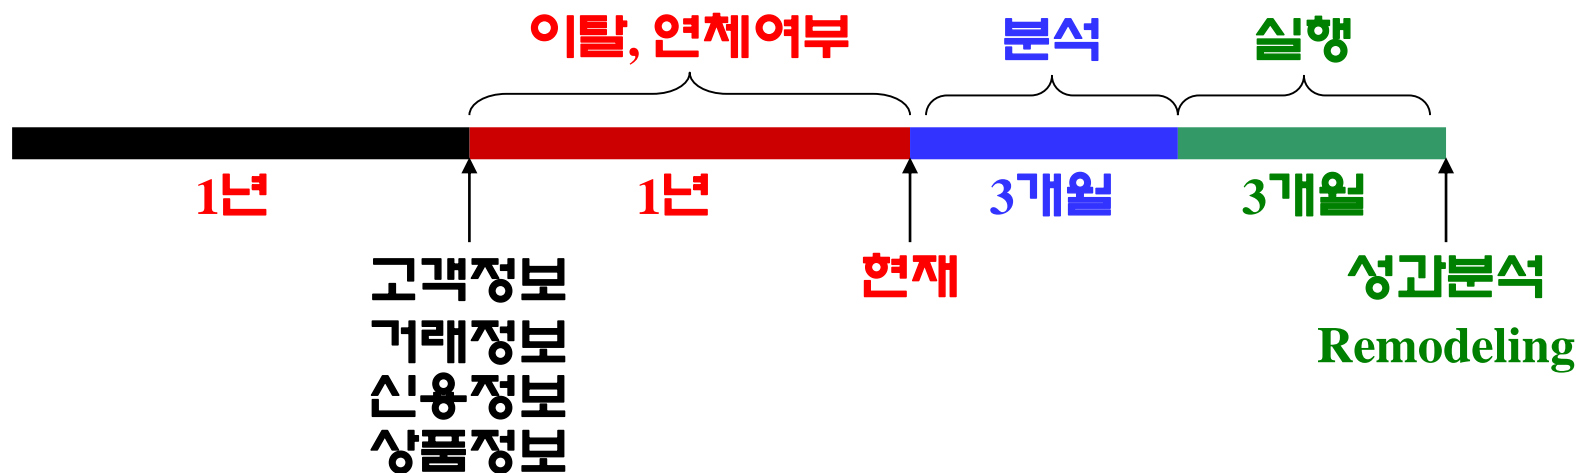 이탈, 연체여부
분석
실행
1년
1년
3개월
3개월
고객정보
거래정보
신용정보
상품정보
현재
성과분석
Remodeling